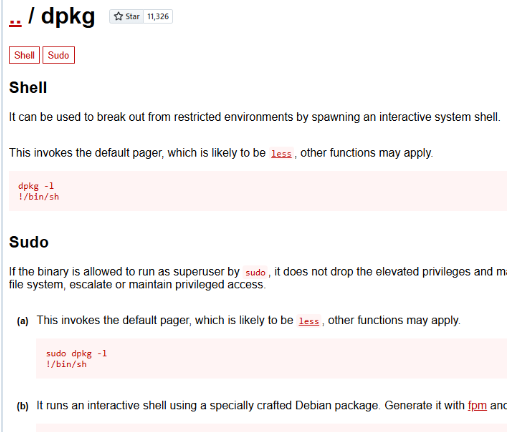 .. / dpkg Star 11,326
Shell Sudo
Shell
It can be used to break out from restricted environments by spawning an interactive system shell.
This invokes the default pager, which is likely to be less , other functions may apply.
dpkg -l
!/bin/sh
Sudo
If the binary is allowed to run as superuser by sudo , it does not drop the elevated privileges and m
file system, escalate or maintain privileged access.
(a) This invokes the default pager, which is likely to be less , other functions may apply.
sudo dpkg -l
!/bin/sh
(b) It runs an interactive shell using a specially crafted Debian package. Generate it with fpm and